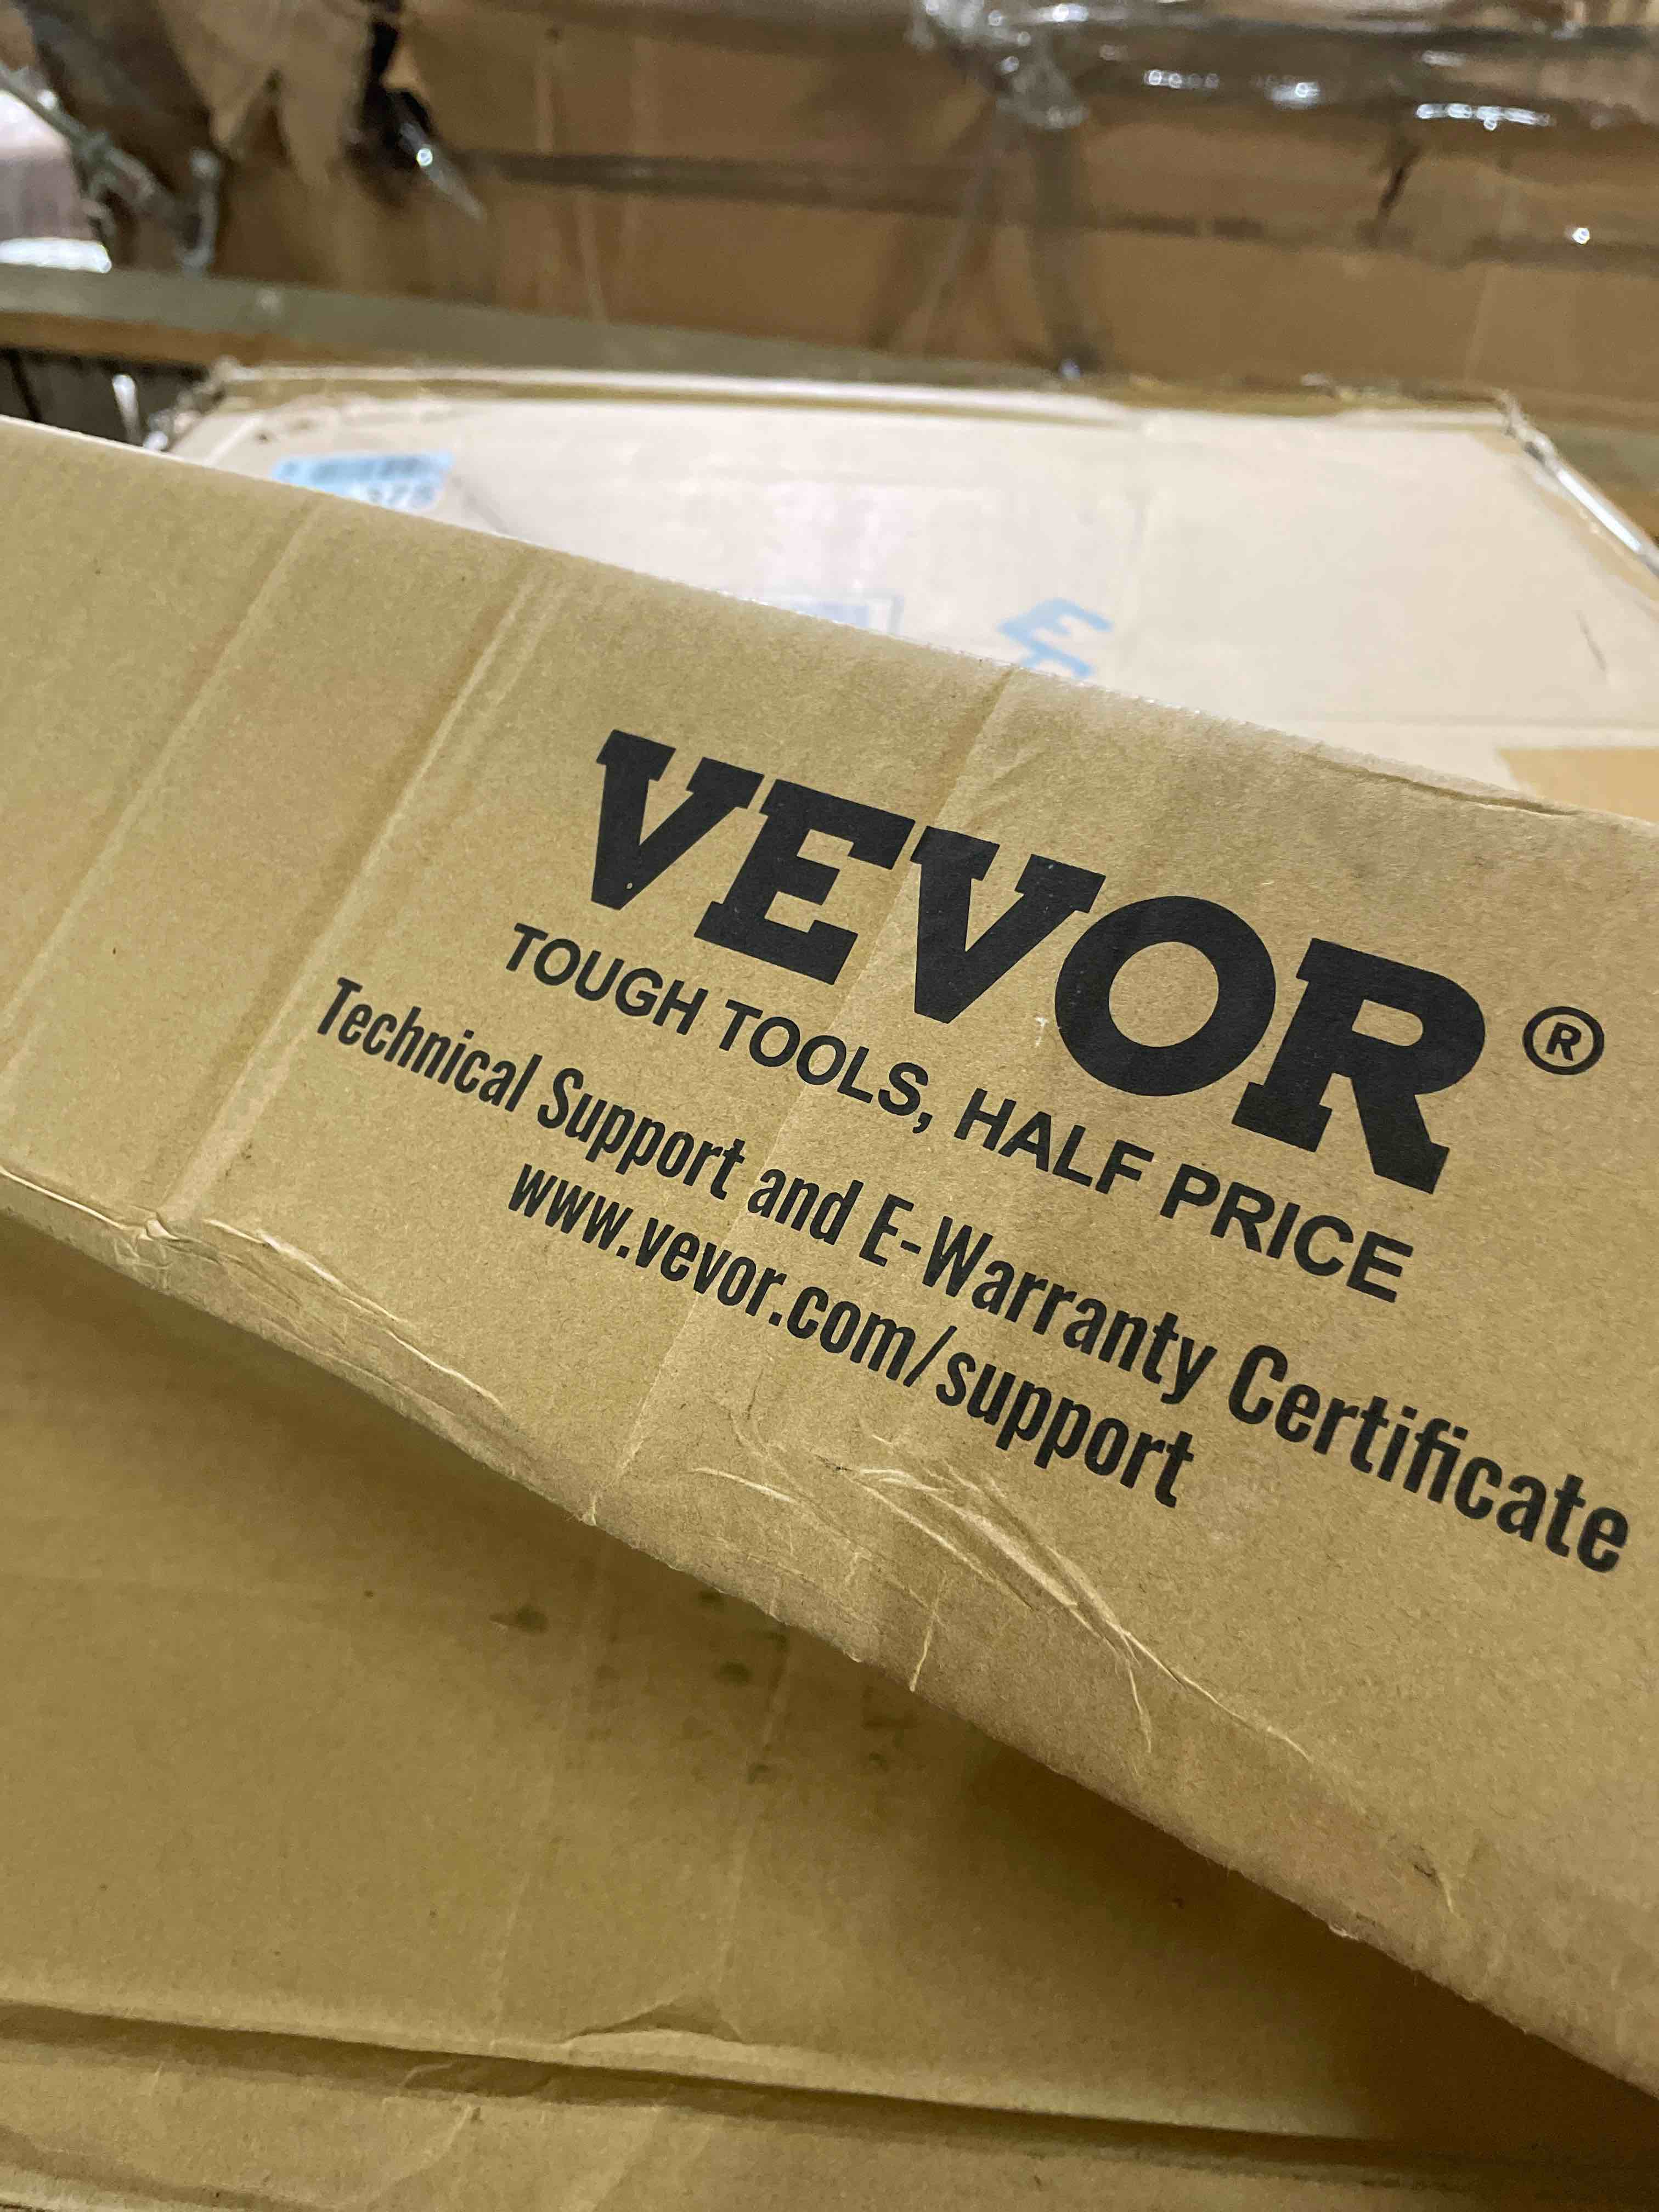 VEVOR®
TOUGH TOOLS, HALF PRICE
Technical Support and E-Warranty Certificate
www.vevor.com/support